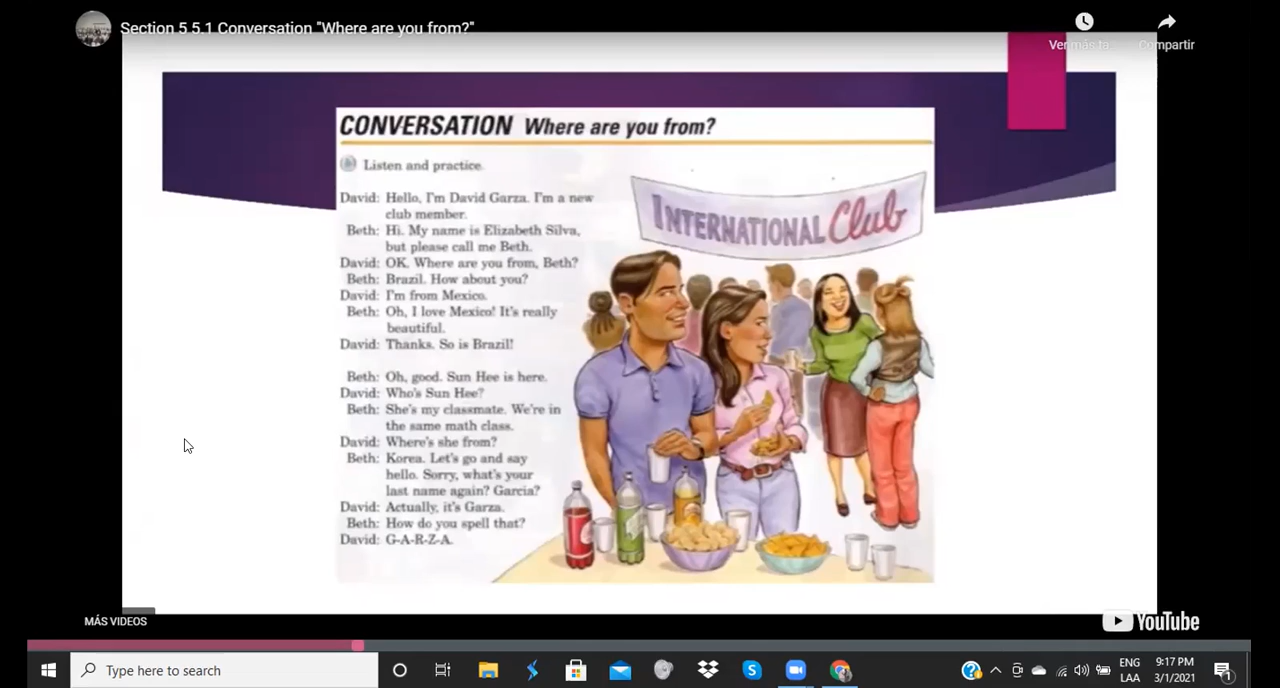 Section 5 5.1 Conversation "Where are you from?"
Ver más ta...
Compartir
CONVERSATION Where are you from?
Listen and practice.
David: Hello, I'm David Garza. I'm a new
club member.
Beth: Hi. My name is Elizabeth Silva,
but please call me Beth.
David: OK. Where are you from, Beth?
Beth: Brazil. How about you?
David: I'm from Mexico.
Beth: Oh, I love Mexico! It's really
beautiful.
David: Thanks. So is Brazil!
Beth: Oh, good. Sun Hee is here.
David: Who's Sun Hee?
Beth: She's my classmate. We're in
the same math class.
David: Where's she from?
Beth: Korea. Let's go and say
hello. Sorry, what's your
last name again? Garcia?
David: Actually, it's Garza.
Beth: How do you spell that?
David: G-A-R-Z-A.
INTERNATIONAL Club
MÁS VIDEOS
YouTube
Type here to search
ENG
LAA
9:17 PM
3/1/2021
1